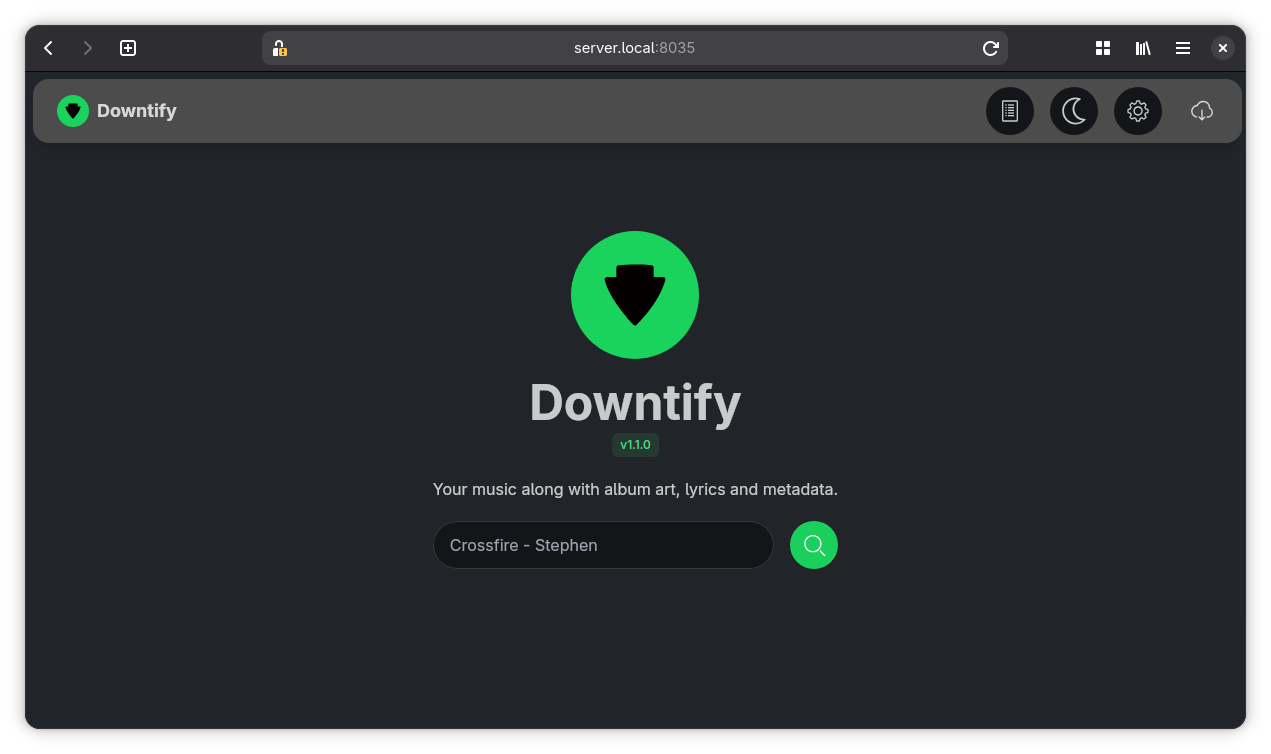 server.local:8035
Downtify
Downtify
v1.1.0
Your music along with album art, lyrics and metadata.
Crossfire - Stephen